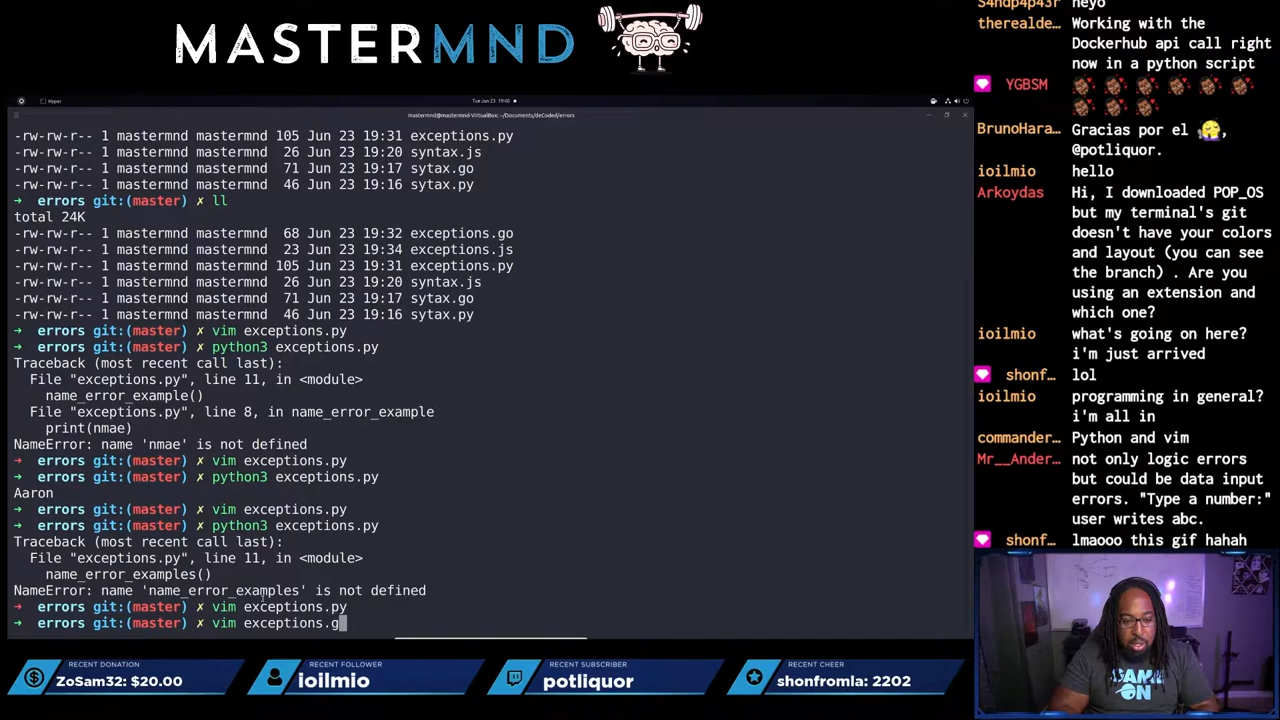 MASTERMND
Hyper
Tue Jun 23 19:40
mastermnd@mastermnd-VirtualBox: ~/Documents/deCoded/errors
-rw-rw-r-- 1 mastermnd mastermnd 105 Jun 23 19:31 exceptions.py
-rw-rw-r-- 1 mastermnd mastermnd 26 Jun 23 19:20 syntax.js
-rw-rw-r-- 1 mastermnd mastermnd 71 Jun 23 19:17 sytax.go
-rw-rw-r-- 1 mastermnd mastermnd 46 Jun 23 19:16 sytax.py
➜ errors git:(master) ✗ ll
total 24K
-rw-rw-r-- 1 mastermnd mastermnd 68 Jun 23 19:32 exceptions.go
-rw-rw-r-- 1 mastermnd mastermnd 23 Jun 23 19:34 exceptions.js
-rw-rw-r-- 1 mastermnd mastermnd 105 Jun 23 19:31 exceptions.py
-rw-rw-r-- 1 mastermnd mastermnd 26 Jun 23 19:20 syntax.js
-rw-rw-r-- 1 mastermnd mastermnd 71 Jun 23 19:17 sytax.go
-rw-rw-r-- 1 mastermnd mastermnd 46 Jun 23 19:16 sytax.py
➜ errors git:(master) ✗ vim exceptions.py
➜ errors git:(master) ✗ python3 exceptions.py
Traceback (most recent call last):
File "exceptions.py", line 11, in <module>
name_error_example()
File "exceptions.py", line 8, in name_error_example
print(nmae)
NameError: name 'nmae' is not defined
➜ errors git:(master) ✗ vim exceptions.py
➜ errors git:(master) ✗ python3 exceptions.py
Aaron
➜ errors git:(master) ✗ vim exceptions.py
➜ errors git:(master) ✗ python3 exceptions.py
Traceback (most recent call last):
File "exceptions.py", line 11, in <module>
name_error_examples()
NameError: name 'name_error_examples' is not defined
➜ errors git:(master) ✗ vim exceptions.py
➜ errors git:(master) ✗ vim exceptions.g
S4ndp4p43r heyo
therealde… Working with the
Dockerhub api call right
now in a python script
YGBSM
BrunoHara… Gracias por el ,
@potliquor.
ioilmio hello
Arkoydas Hi, I downloaded POP_OS
but my terminal's git
doesn't have your colors
and layout (you can see
the branch) . Are you
using an extension and
which one?
ioilmio what's going on here?
i'm just arrived
shonf… lol
ioilmio programming in general?
i'm all in
commander… Python and vim
Mr__Ander… not only logic errors
but could be data input
errors. "Type a number:"
user writes abc.
shonf… lmaooo this gif hahah
GAME
ON
RECENT DONATION
ZoSam32: $20.00
RECENT FOLLOWER
ioilmio
RECENT SUBSCRIBER
potliquor
RECENT CHEER
shonfromla: 2202